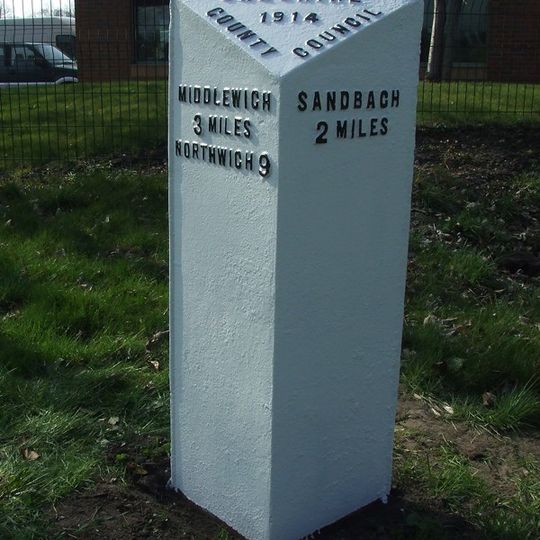 1914
COUNTY COUNCIL
MIDDLEWICH
3 MILES
NORTHWICH 9
SANDBACH
2 MILES